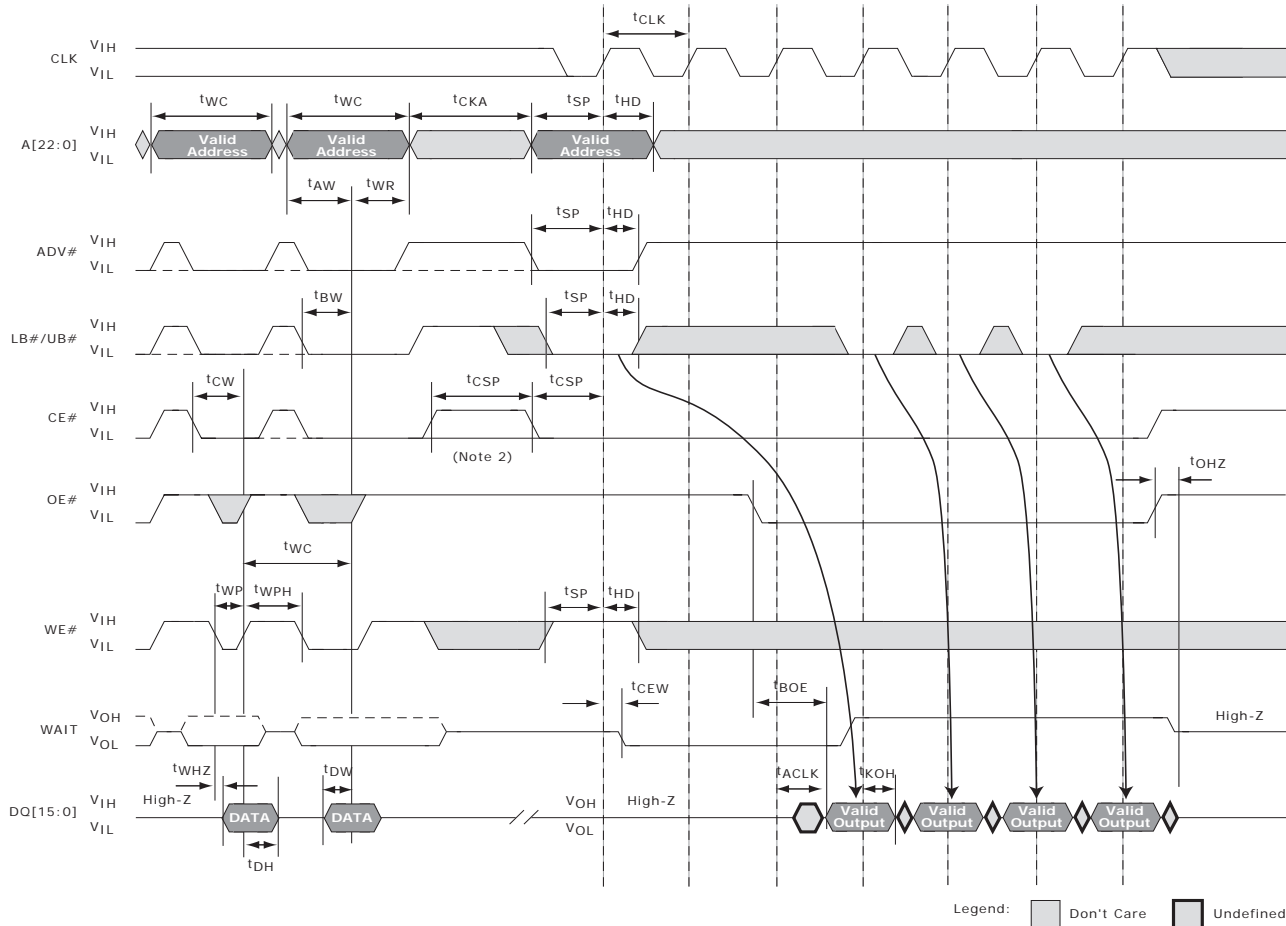 tCLK
CLK VIH
VIL
tWC tWC tCKA tSP tHD
A[22:0] VIH
VIL
Valid Address Valid Address Valid Address
tAW tWR
tSP tHD
ADV# VIH
VIL
tBW tSP tHD
LB#/UB# VIH
VIL
tCW tCSP tCSP
CE# VIH
VIL
(Note 2)
tOHZ
OE# VIH
VIL
tWC
tWP tWPH tSP tHD
WE# VIH
VIL
tCEW tBOE
WAIT VOH
VOL
High-Z
tWHZ tDW tACLK tKOH
DQ[15:0] VIH
VIL
High-Z DATA DATA VOH
VOL
High-Z Valid Output Valid Output Valid Output Valid Output
tDH
Legend: Don't Care Undefined